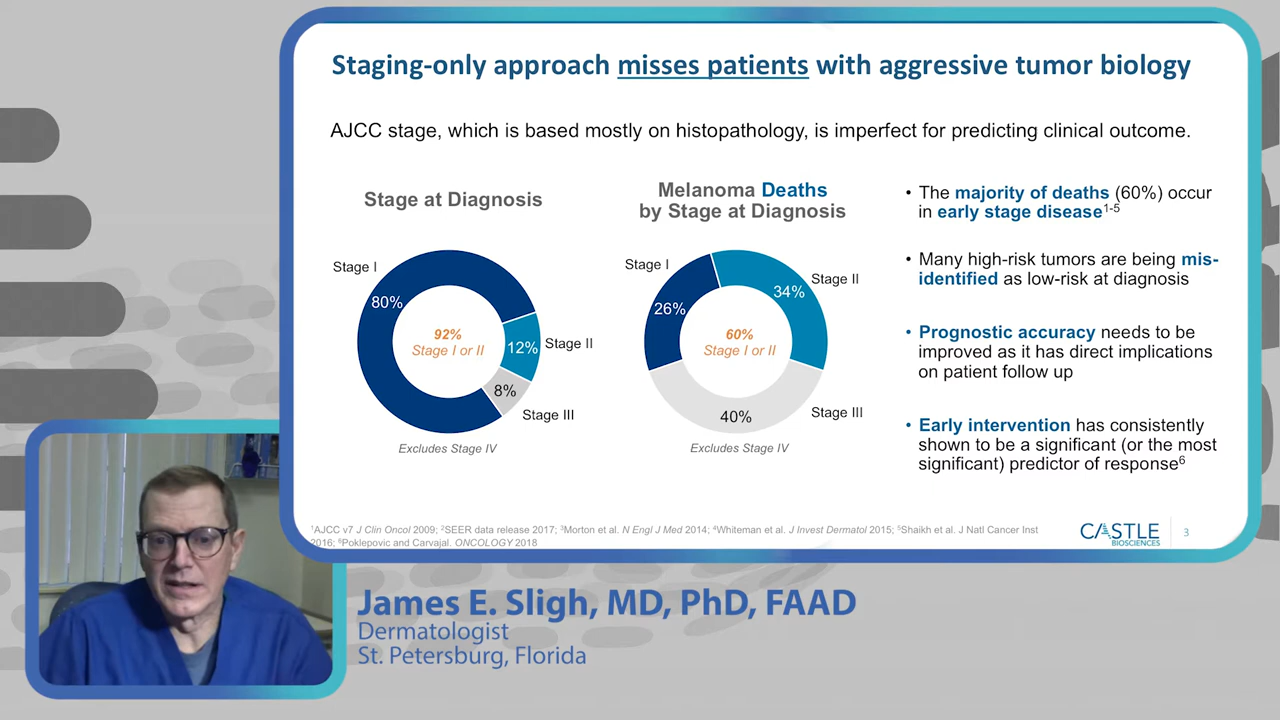 Staging-only approach misses patients with aggressive tumor biology
AJCC stage, which is based mostly on histopathology, is imperfect for predicting clinical outcome.
Stage at Diagnosis
Stage I
80%
92%
Stage I or II
12%
Stage II
8%
Stage III
Excludes Stage IV
Melanoma Deaths
by Stage at Diagnosis
Stage I
26%
34%
Stage II
60%
Stage I or II
40%
Stage III
Excludes Stage IV
• The majority of deaths (60%) occur
in early stage disease1-5
• Many high-risk tumors are being mis-
identified as low-risk at diagnosis
• Prognostic accuracy needs to be
improved as it has direct implications
on patient follow up
• Early intervention has consistently
shown to be a significant (or the most
significant) predictor of response6
1AJCC v7 J Clin Oncol 2009; 2SEER data release 2017; 3Morton et al. N Engl J Med 2014; 4Whiteman et al. J Invest Dermatol 2015; 5Shaikh et al. J Natl Cancer Inst
2016; 6Poklepovic and Carvajal. ONCOLOGY 2018
CASTLE
BIOSCIENCES
3
James E. Sligh, MD, PhD, FAAD
Dermatologist
St. Petersburg, Florida